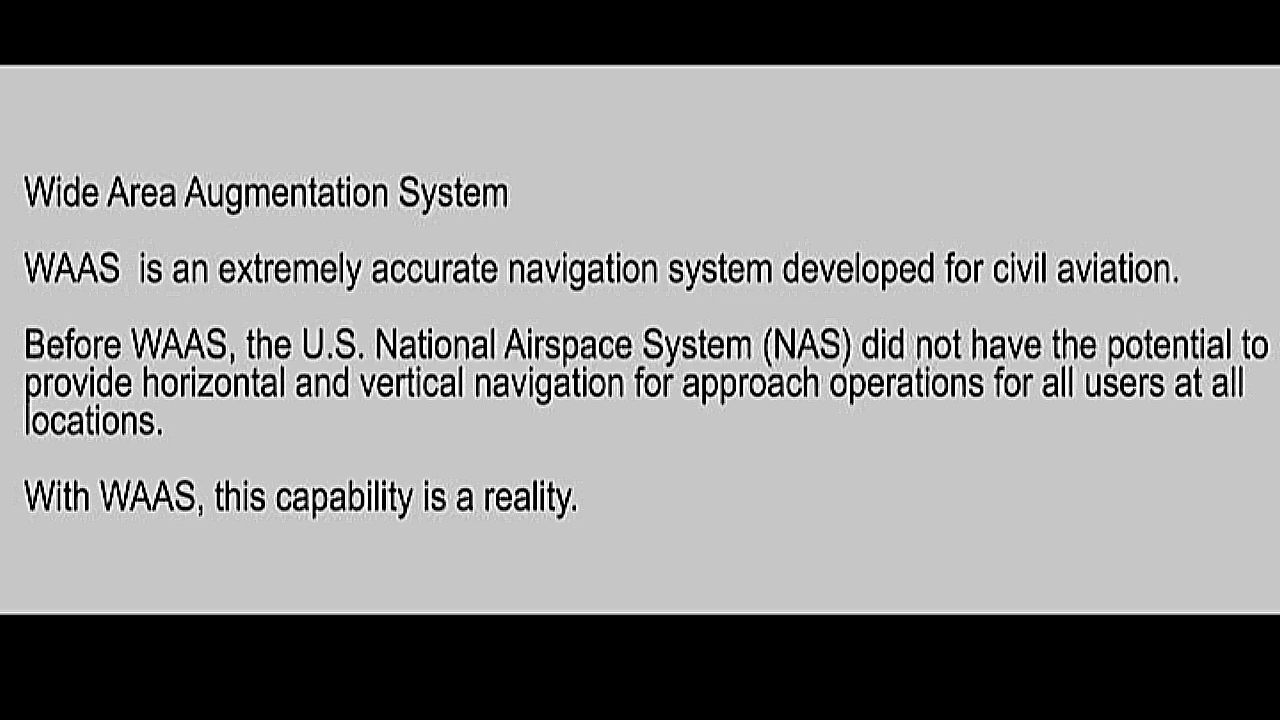 Wide Area Augmentation System
WAAS  is an extremely accurate navigation system developed for civil aviation.
Before WAAS, the U.S. National Airspace System (NAS) did not have the potential to
provide horizontal and vertical navigation for approach operations for all users at all
locations.
With WAAS, this capability is a reality.